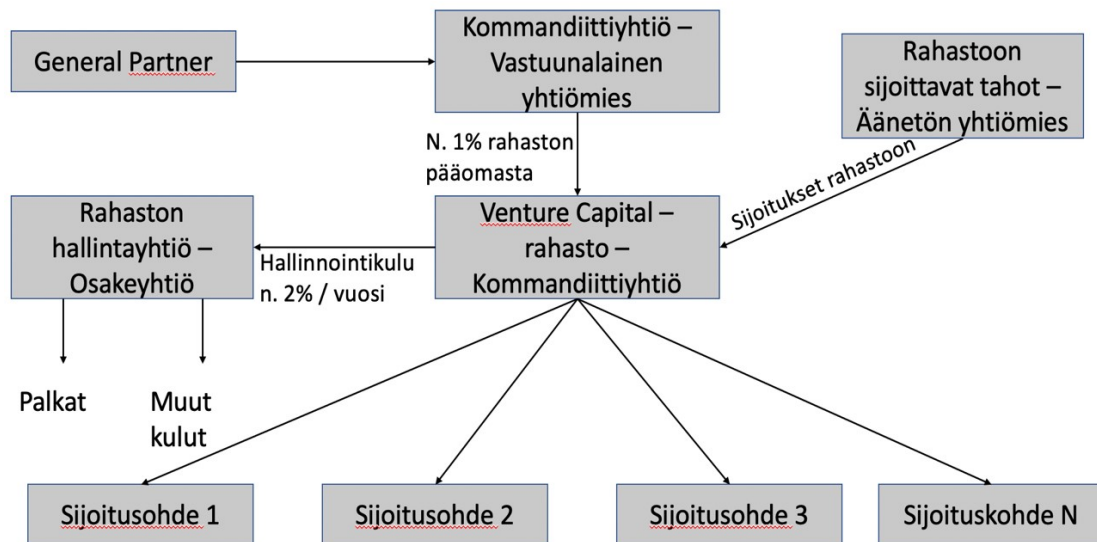 General Partner
Kommandiittiyhtiö –
Vastuunalainen
yhtiömies
Rahastoon
sijoittavat tahot –
Äänetön yhtiömies
N. 1% rahaston
pääomasta
Sijoitukset rahastoon
Rahaston
hallintayhtiö –
Osakeyhtiö
Hallinnointikulu
n. 2% / vuosi
Venture Capital –
rahasto –
Kommandiittiyhtiö
Palkat
Muut
kulut
Sijoitusohde 1
Sijoitusohde 2
Sijoitusohde 3
Sijoituskohde N